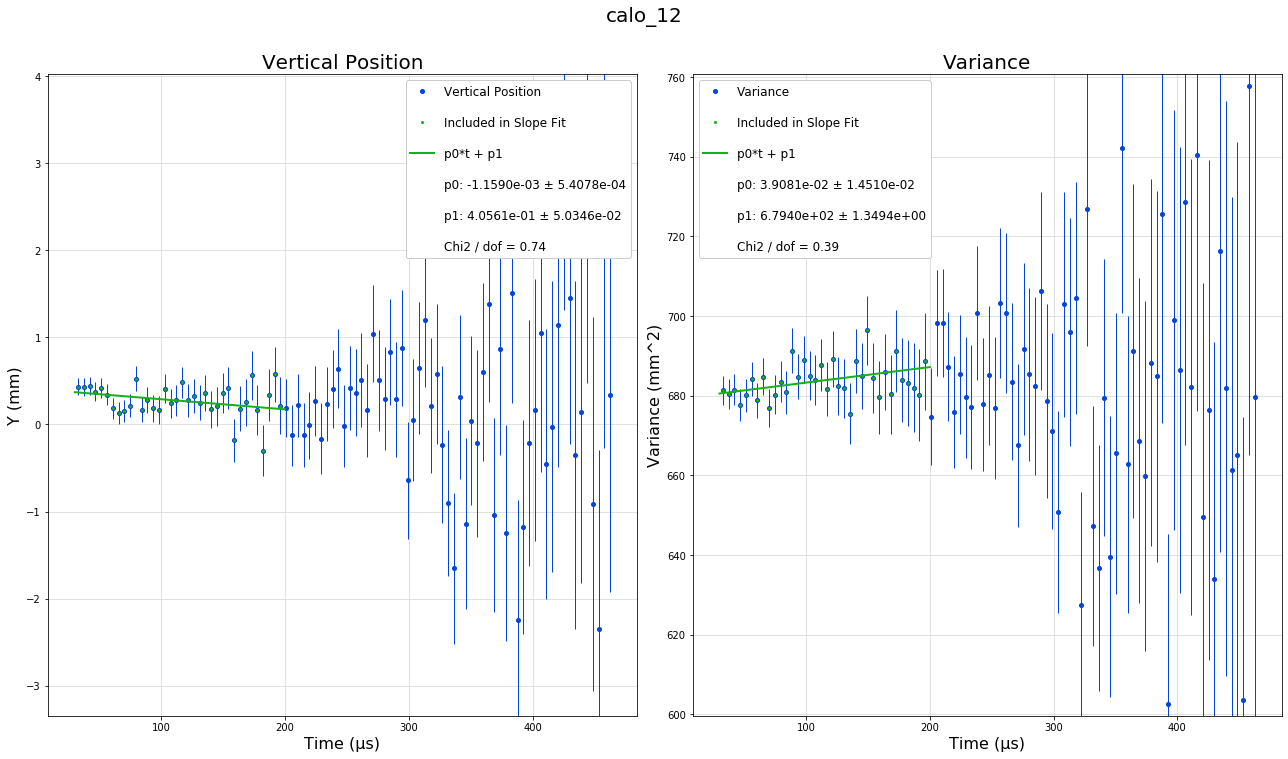 calo_12
Vertical Position
Variance
Vertical Position
Included in Slope Fit
p0*t + p1
p0: -1.1590e-03 ± 5.4078e-04
p1: 4.0561e-01 ± 5.0346e-02
Chi2 / dof = 0.74
Variance
Included in Slope Fit
p0*t + p1
p0: 3.9081e-02 ± 1.4510e-02
p1: 6.7940e+02 ± 1.3494e+00
Chi2 / dof = 0.39
Y (mm)
4
3
2
1
0
−1
−2
−3
100 200 300 400
Time (µs)
Variance (mm^2)
760
740
720
700
680
660
640
620
600
100 200 300 400
Time (µs)